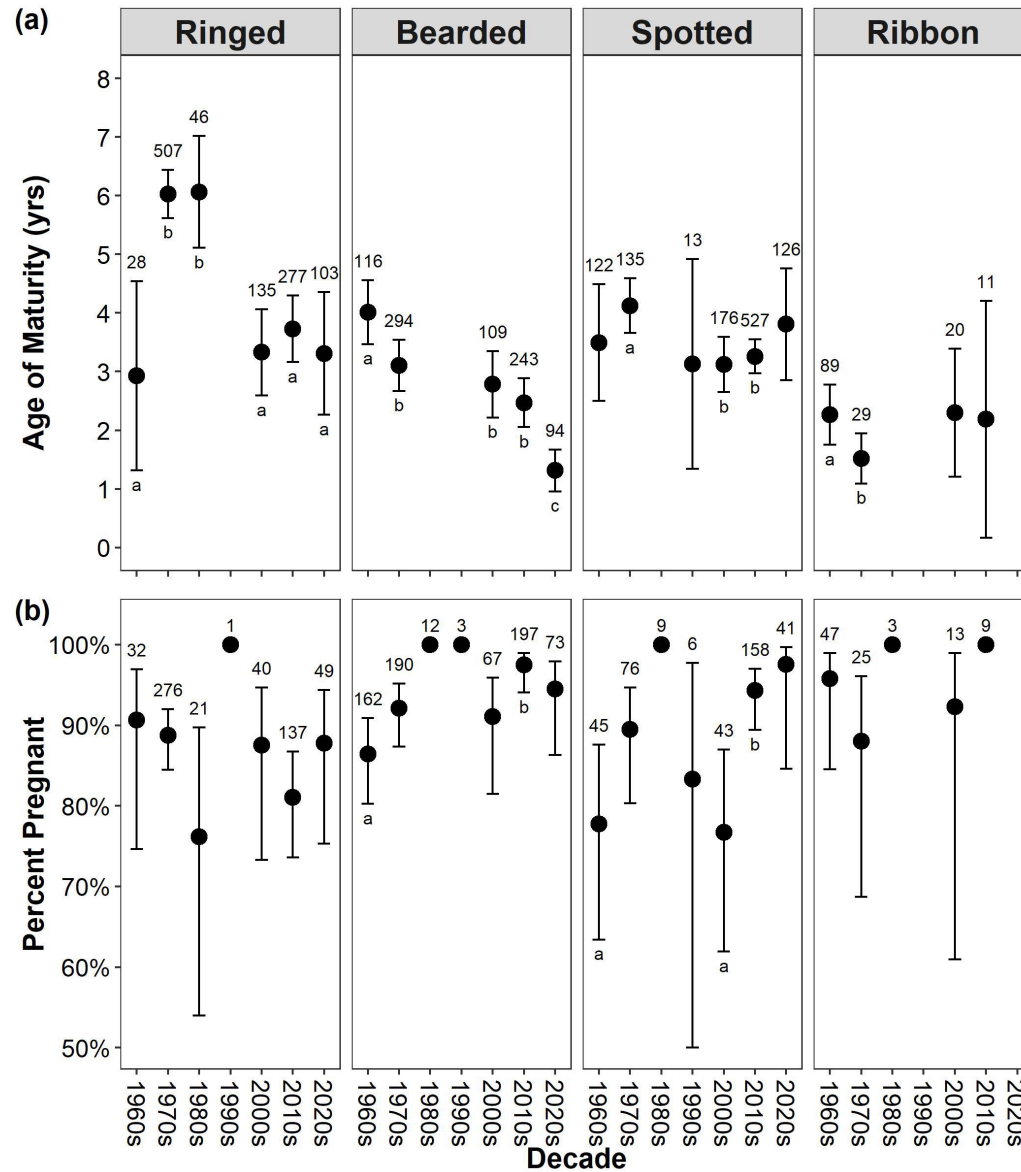 (a)
Ringed Bearded Spotted Ribbon
Age of Maturity (yrs)
8
7
6
5
4
3
2
1
0
28 507 46 135 277 103
a b b a a a
116 294 109 243 94
a b b b c
122 135 13 176 527 126
a b b
89 29 20 11
a b
(b)
Percent Pregnant
100%
90%
80%
70%
60%
50%
32 276 21 1 40 137 49
162 190 12 3 67 197 73
a b
45 76 9 6 43 158 41
a a b
47 25 3 13 9
1960s 1970s 1980s 1990s 2000s 2010s 2020s 1960s 1970s 1980s 1990s 2000s 2010s 2020s 1960s 1970s 1980s 1990s 2000s 2010s 2020s 1960s 1970s 1980s 1990s 2000s 2010s 2020s
Decade